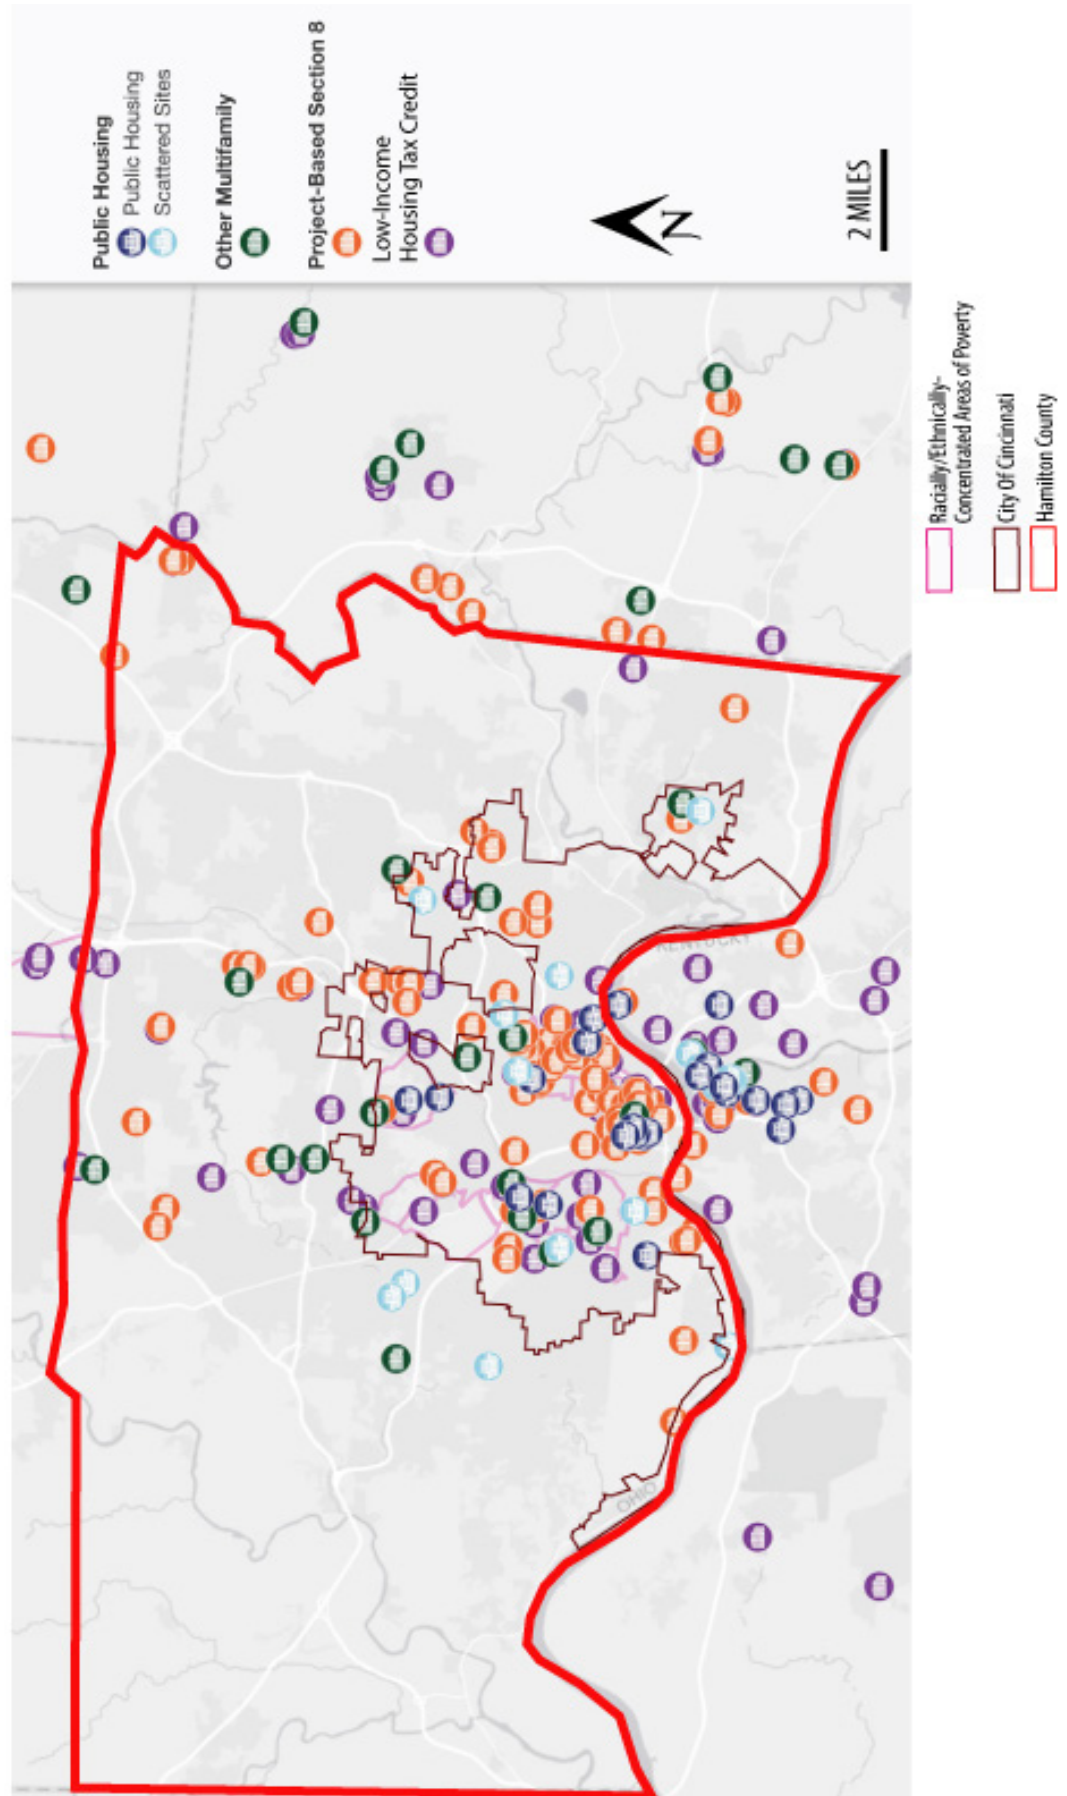 Public Housing
Public Housing
Scattered Sites
Other Multifamily
Project-Based Section 8
Low-Income
Housing Tax Credit
N
2 MILES
KENTUCKY
OHIO
Racially/Ethnically-
Concentrated Areas of Poverty
City Of Cincinnati
Hamilton County